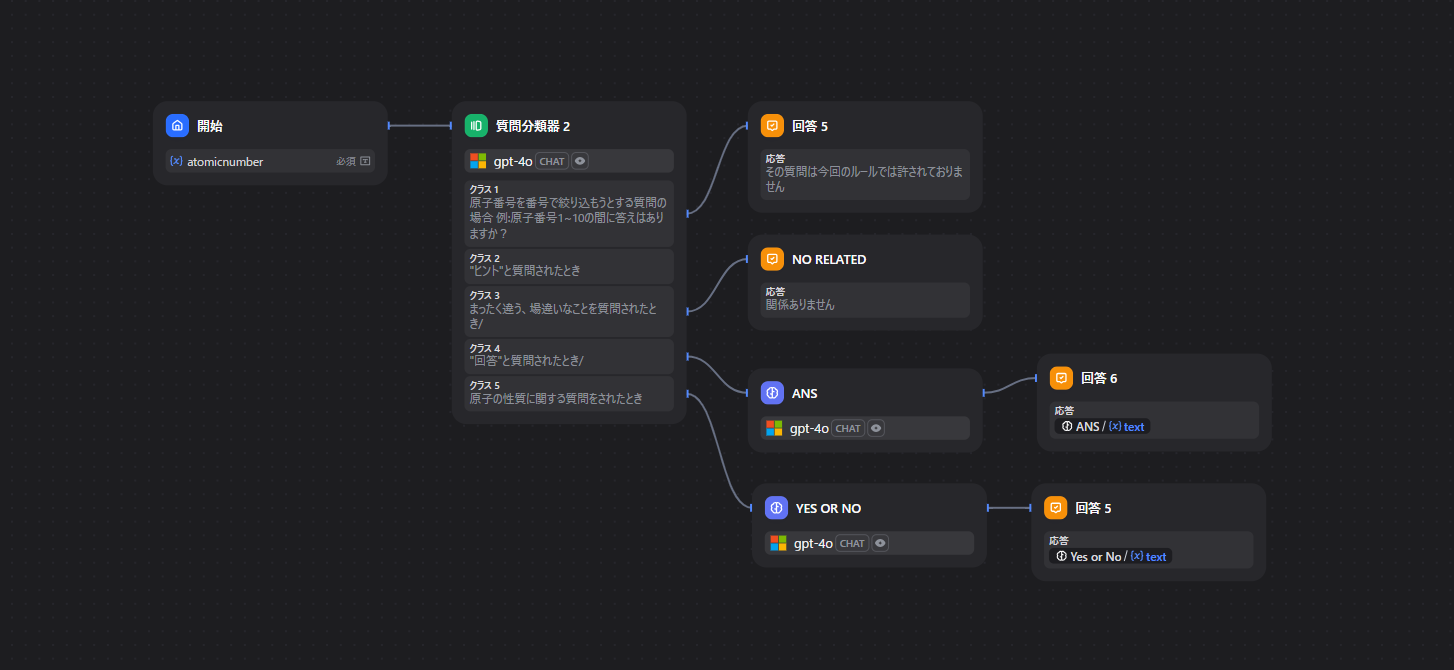 開始
{x} atomicnumber 必須
質問分類器 2
gpt-4o CHAT
クラス 1
原子番号を番号で絞り込もうとする質問の
場合 例:原子番号1~10の間に答えはあり
ますか？
クラス 2
"ヒント"と質問されたとき
クラス 3
まったく違う、場違いなことを質問されたと
き/
クラス 4
"回答"と質問されたとき/
クラス 5
原子の性質に関する質問をされたとき
回答 5
応答
その質問は今回のルールでは許されておりま
せん
NO RELATED
応答
関係ありません
ANS
gpt-4o CHAT
回答 6
応答
ANS / {x} text
YES OR NO
gpt-4o CHAT
回答 5
応答
Yes or No / {x} text